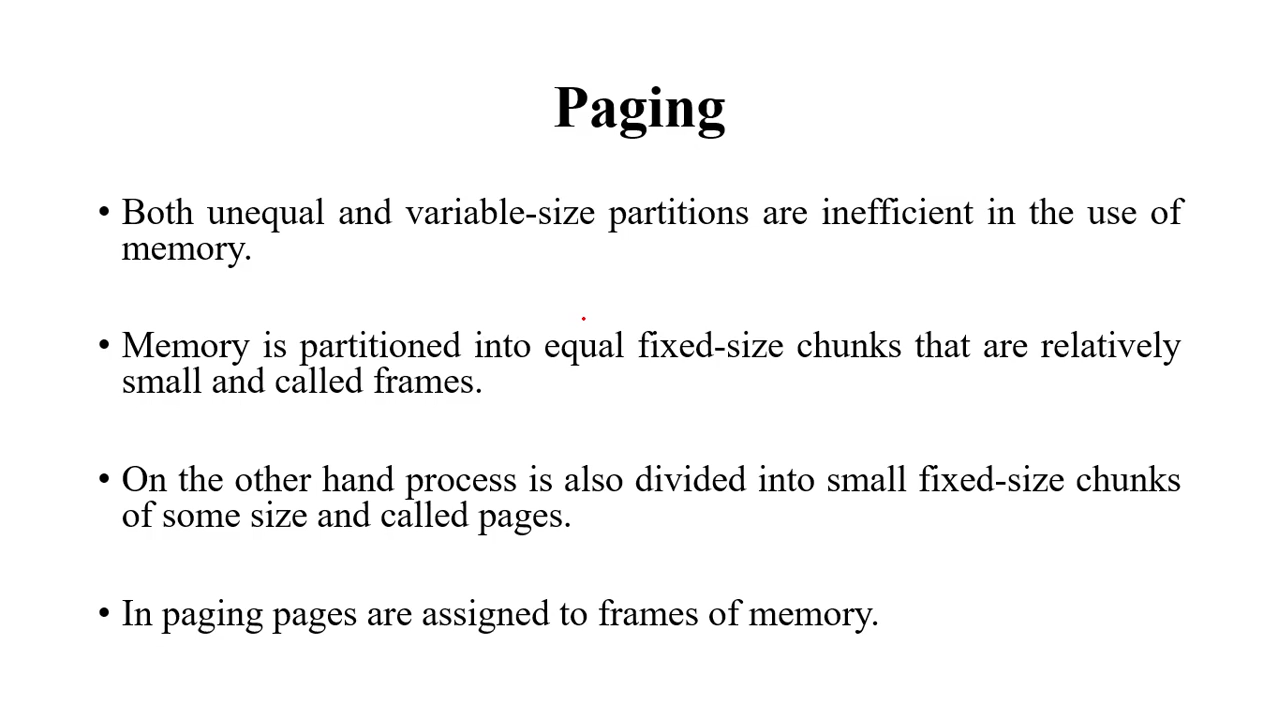 Paging
• Both unequal and variable-size partitions are inefficient in the use of
memory.
• Memory is partitioned into equal fixed-size chunks that are relatively
small and called frames.
• On the other hand process is also divided into small fixed-size chunks
of some size and called pages.
• In paging pages are assigned to frames of memory.